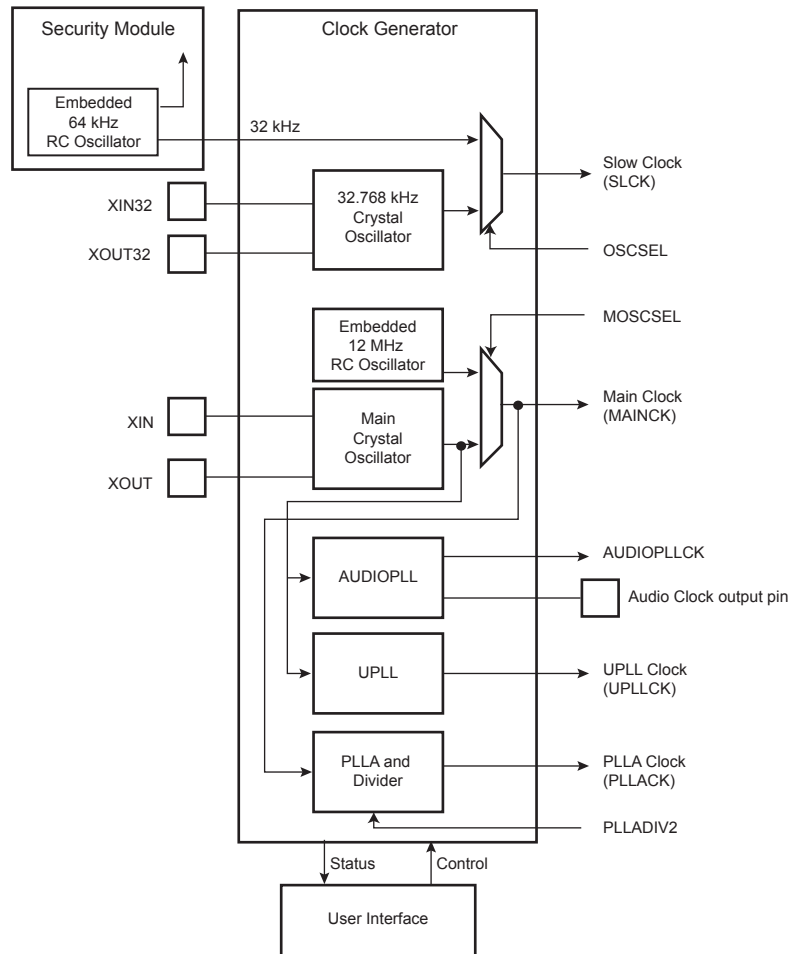 Security Module
Clock Generator
Embedded
64 kHz
RC Oscillator
32 kHz
Slow Clock
(SLCK)
XIN32
32.768 kHz
Crystal
Oscillator
XOUT32
OSCSEL
MOSCSEL
Embedded
12 MHz
RC Oscillator
Main Clock
(MAINCK)
XIN
Main
Crystal
Oscillator
XOUT
AUDIOPLLCK
AUDIOPLL
Audio Clock output pin
UPLL
UPLL Clock
(UPLLCK)
PLLA and
Divider
PLLA Clock
(PLLACK)
PLLADIV2
Status
Control
User Interface